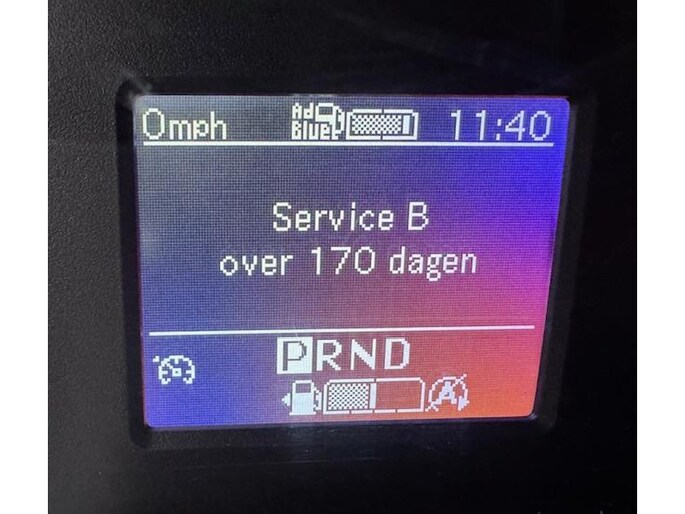 0mph AdBlue 11:40
Service B
over 170 dagen
PRND
A